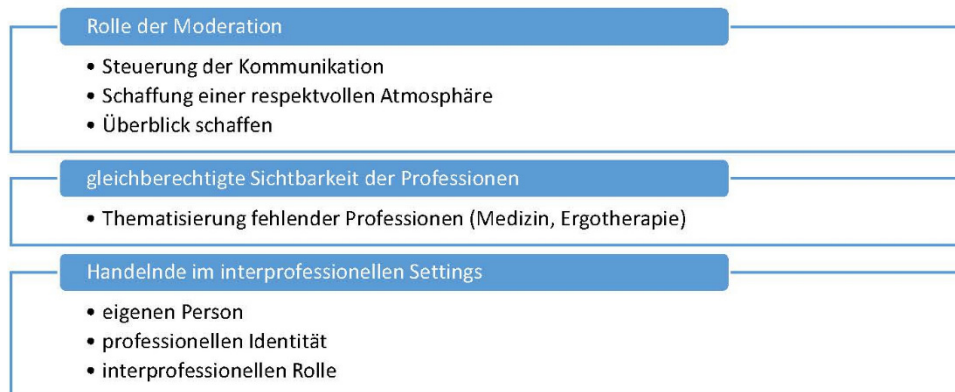 Rolle der Moderation
• Steuerung der Kommunikation
• Schaffung einer respektvollen Atmosphäre
• Überblick schaffen
gleichberechtigte Sichtbarkeit der Professionen
• Thematisierung fehlender Professionen (Medizin, Ergotherapie)
Handelnde im interprofessionellen Settings
• eigenen Person
• professionellen Identität
• interprofessionellen Rolle